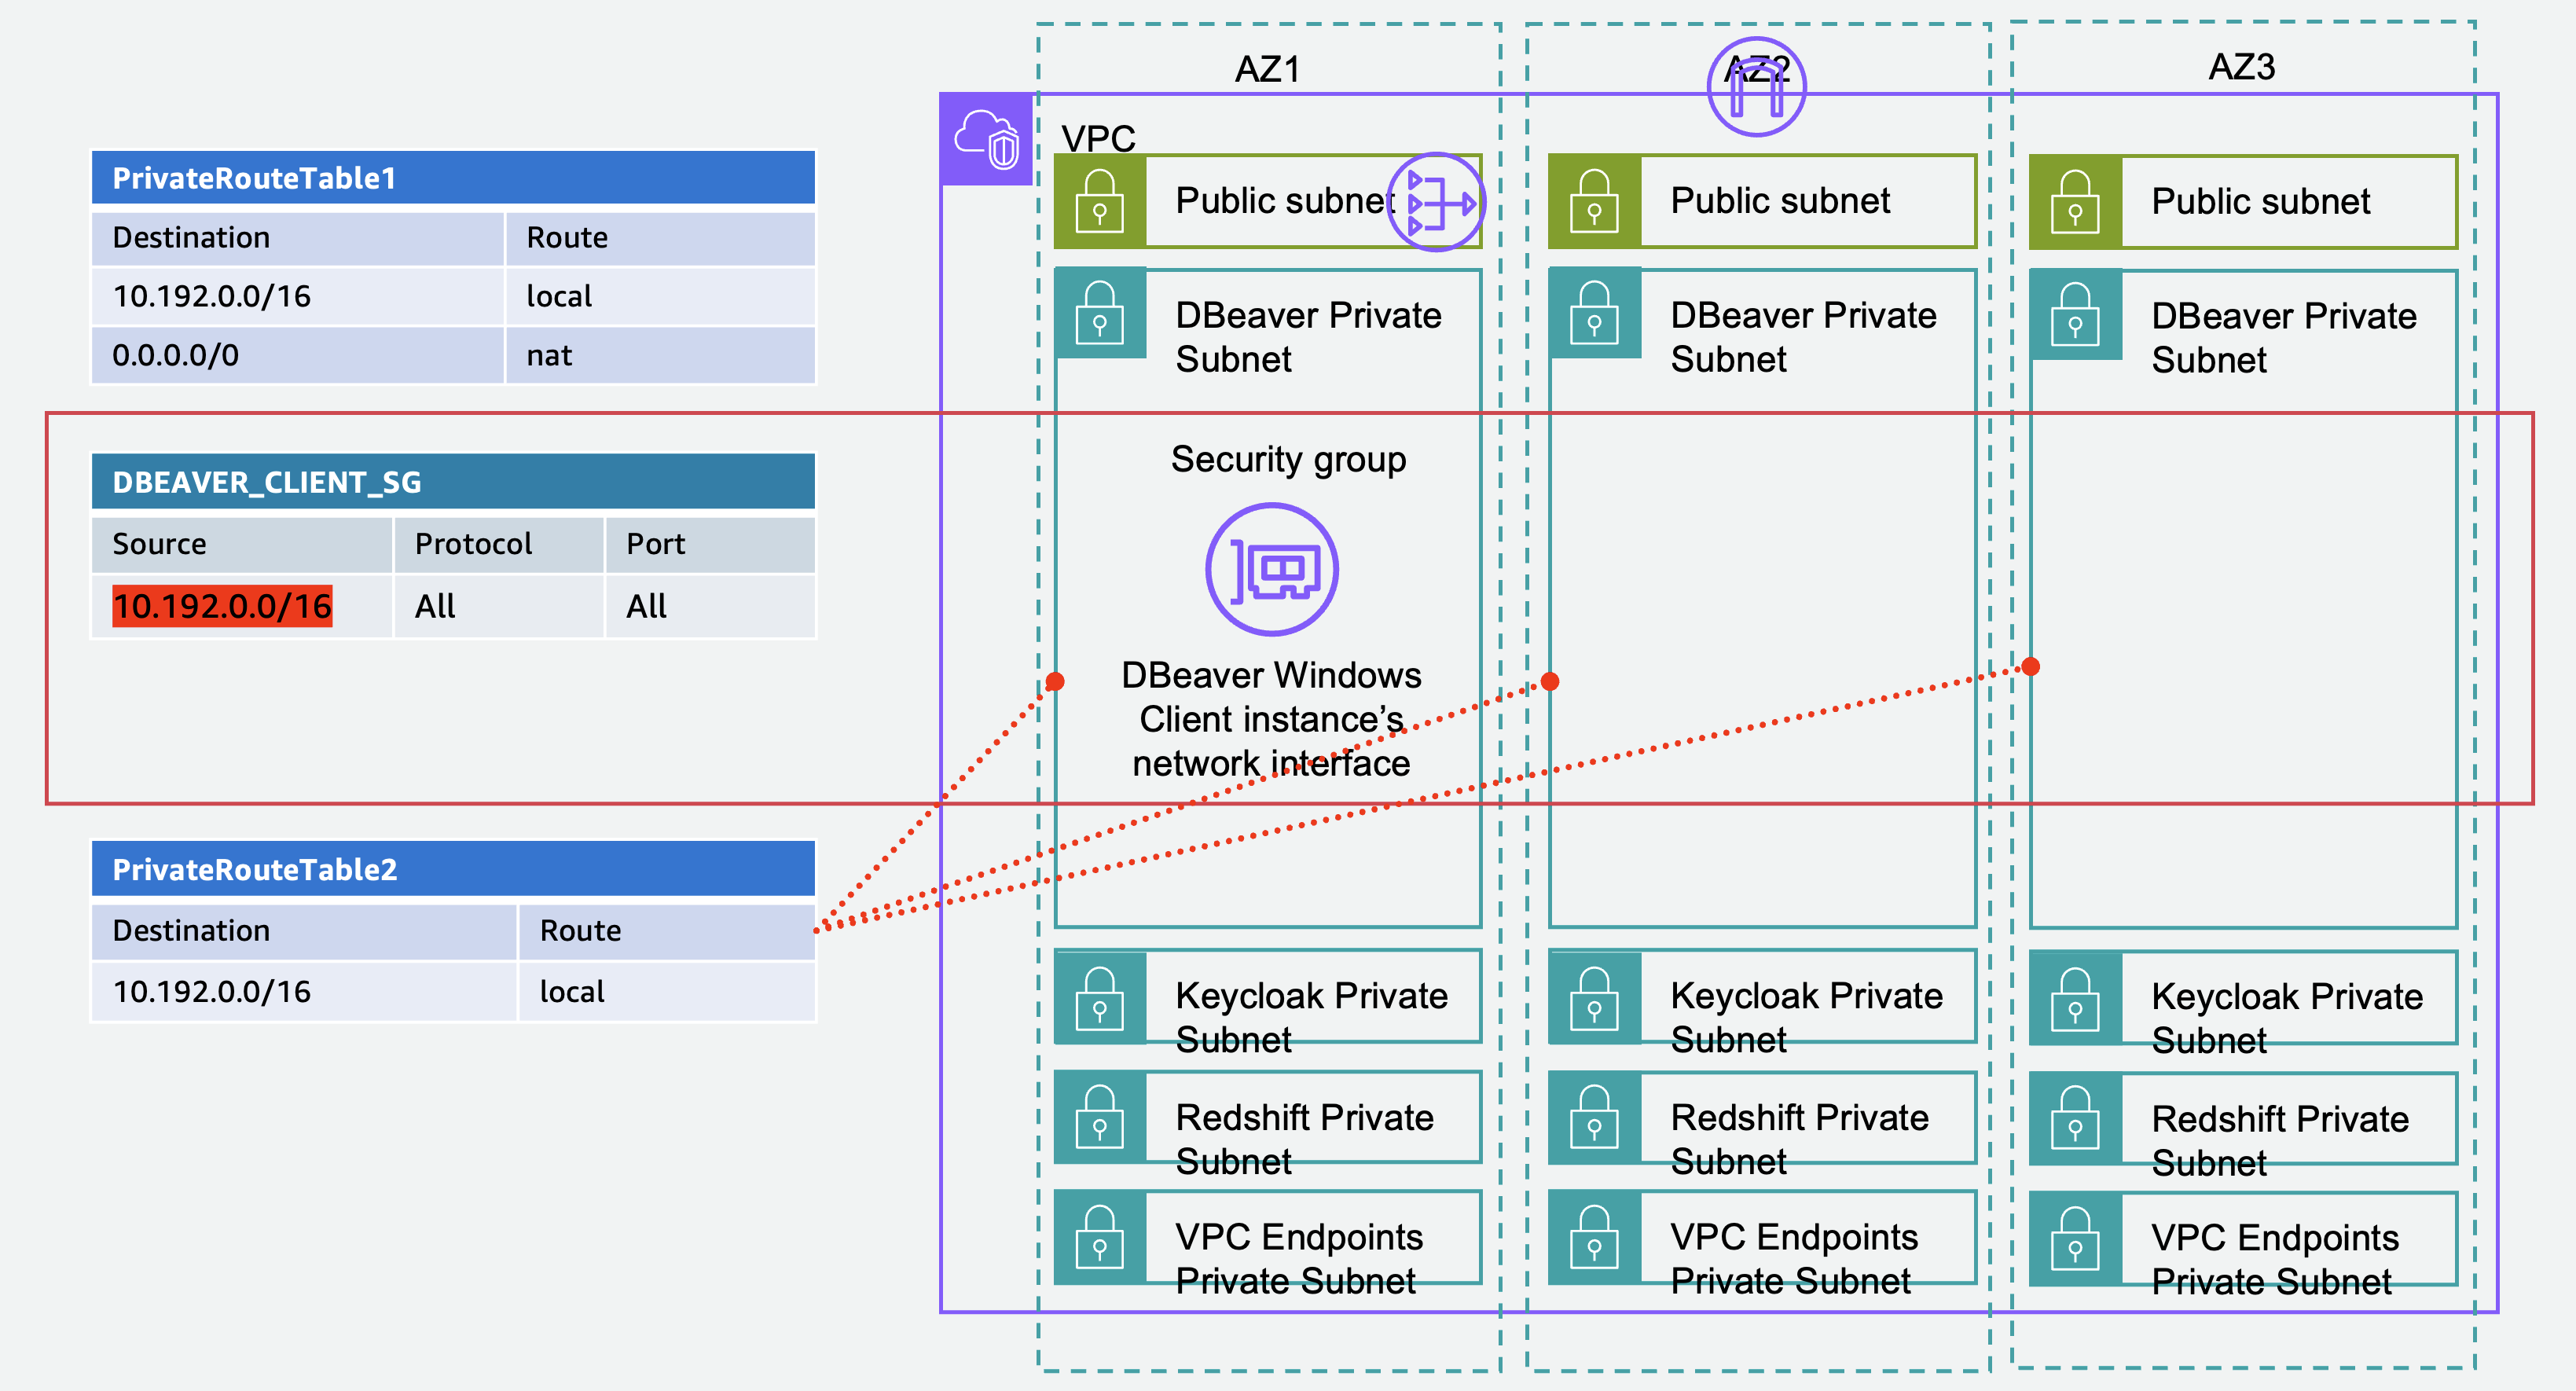 AZ1
AZ2
AZ3
VPC
PrivateRouteTable1
Destination Route
10.192.0.0/16 local
0.0.0.0/0 nat
DBEAVER_CLIENT_SG
Source Protocol Port
10.192.0.0/16 All All
PrivateRouteTable2
Destination Route
10.192.0.0/16 local
Public subnet
DBeaver Private
Subnet
Security group
DBeaver Windows
Client instance’s
network interface
Keycloak Private
Subnet
Redshift Private
Subnet
VPC Endpoints
Private Subnet
Public subnet
DBeaver Private
Subnet
Keycloak Private
Subnet
Redshift Private
Subnet
VPC Endpoints
Private Subnet
Public subnet
DBeaver Private
Subnet
Keycloak Private
Subnet
Redshift Private
Subnet
VPC Endpoints
Private Subnet